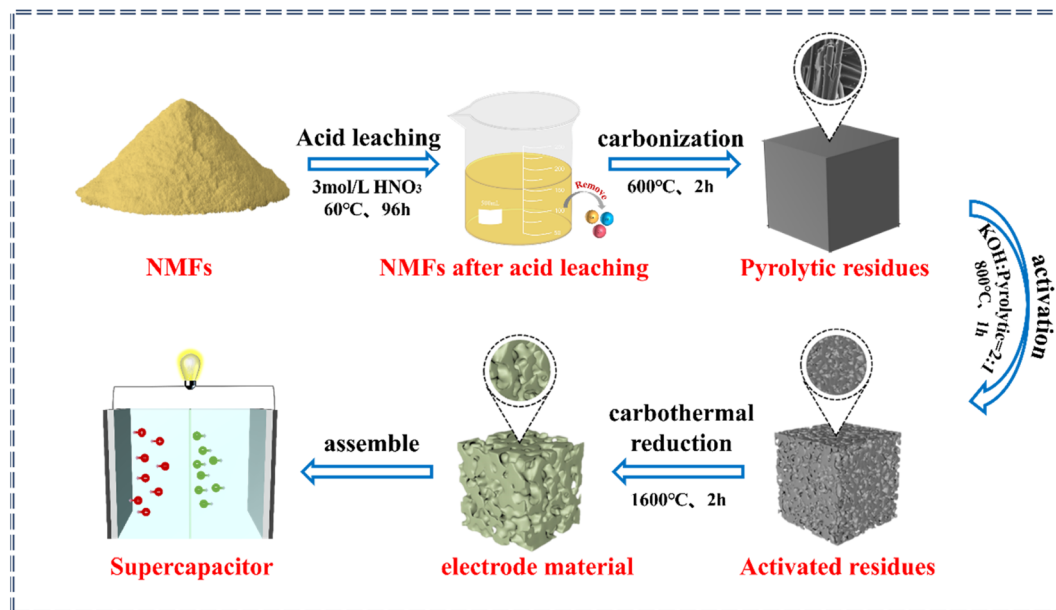 Acid leaching
3mol/L HNO₃
60℃、96h
Remove
carbonization
600℃、2h
NMFs
NMFs after acid leaching
Pyrolytic residues
activation
KOH:Pyrolytic=2:1
800℃、 1h
carbothermal
reduction
1600℃、2h
assemble
Supercapacitor
electrode material
Activated residues